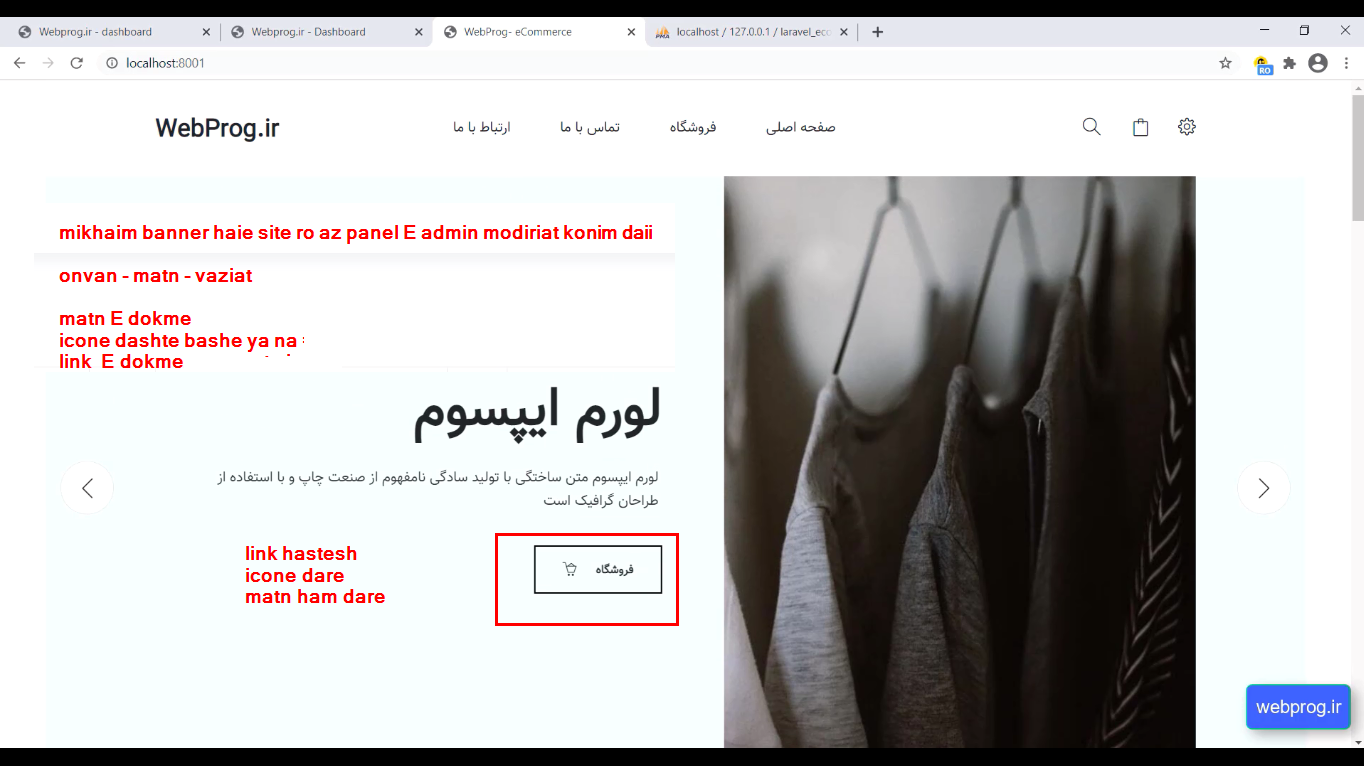 Webprog.ir - dashboard
Webprog.ir - Dashboard
WebProg- eCommerce
localhost / 127.0.0.1 / laravel_eco
localhost:8001
RO
WebProg.ir
صفحه اصلی
فروشگاه
تماس با ما
ارتباط با ما
mikhaim banner haie site ro az panel E admin modiriat konim daii
onvan - matn - vaziat
matn E dokme
icone dashte bashe ya na
link E dokme
لورم ایپسوم
لورم ایپسوم متن ساختگی با تولید سادگی نامفهوم از صنعت چاپ و با استفاده از
طراحان گرافیک است
فروشگاه
link hastesh
icone dare
matn ham dare
webprog.ir